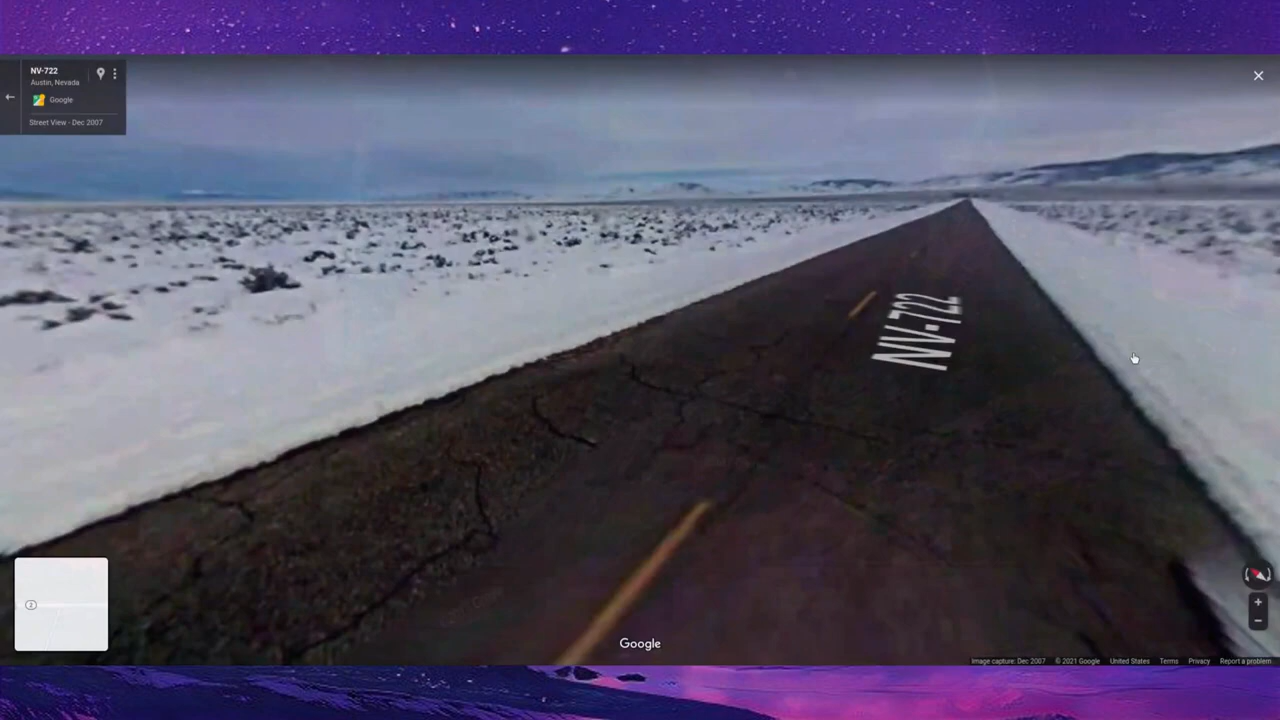 NV-722
Austin, Nevada
Google
Street View - Dec 2007
NV-722
2
Google
Image capture: Dec 2007 © 2021 Google United States Terms Privacy Report a problem